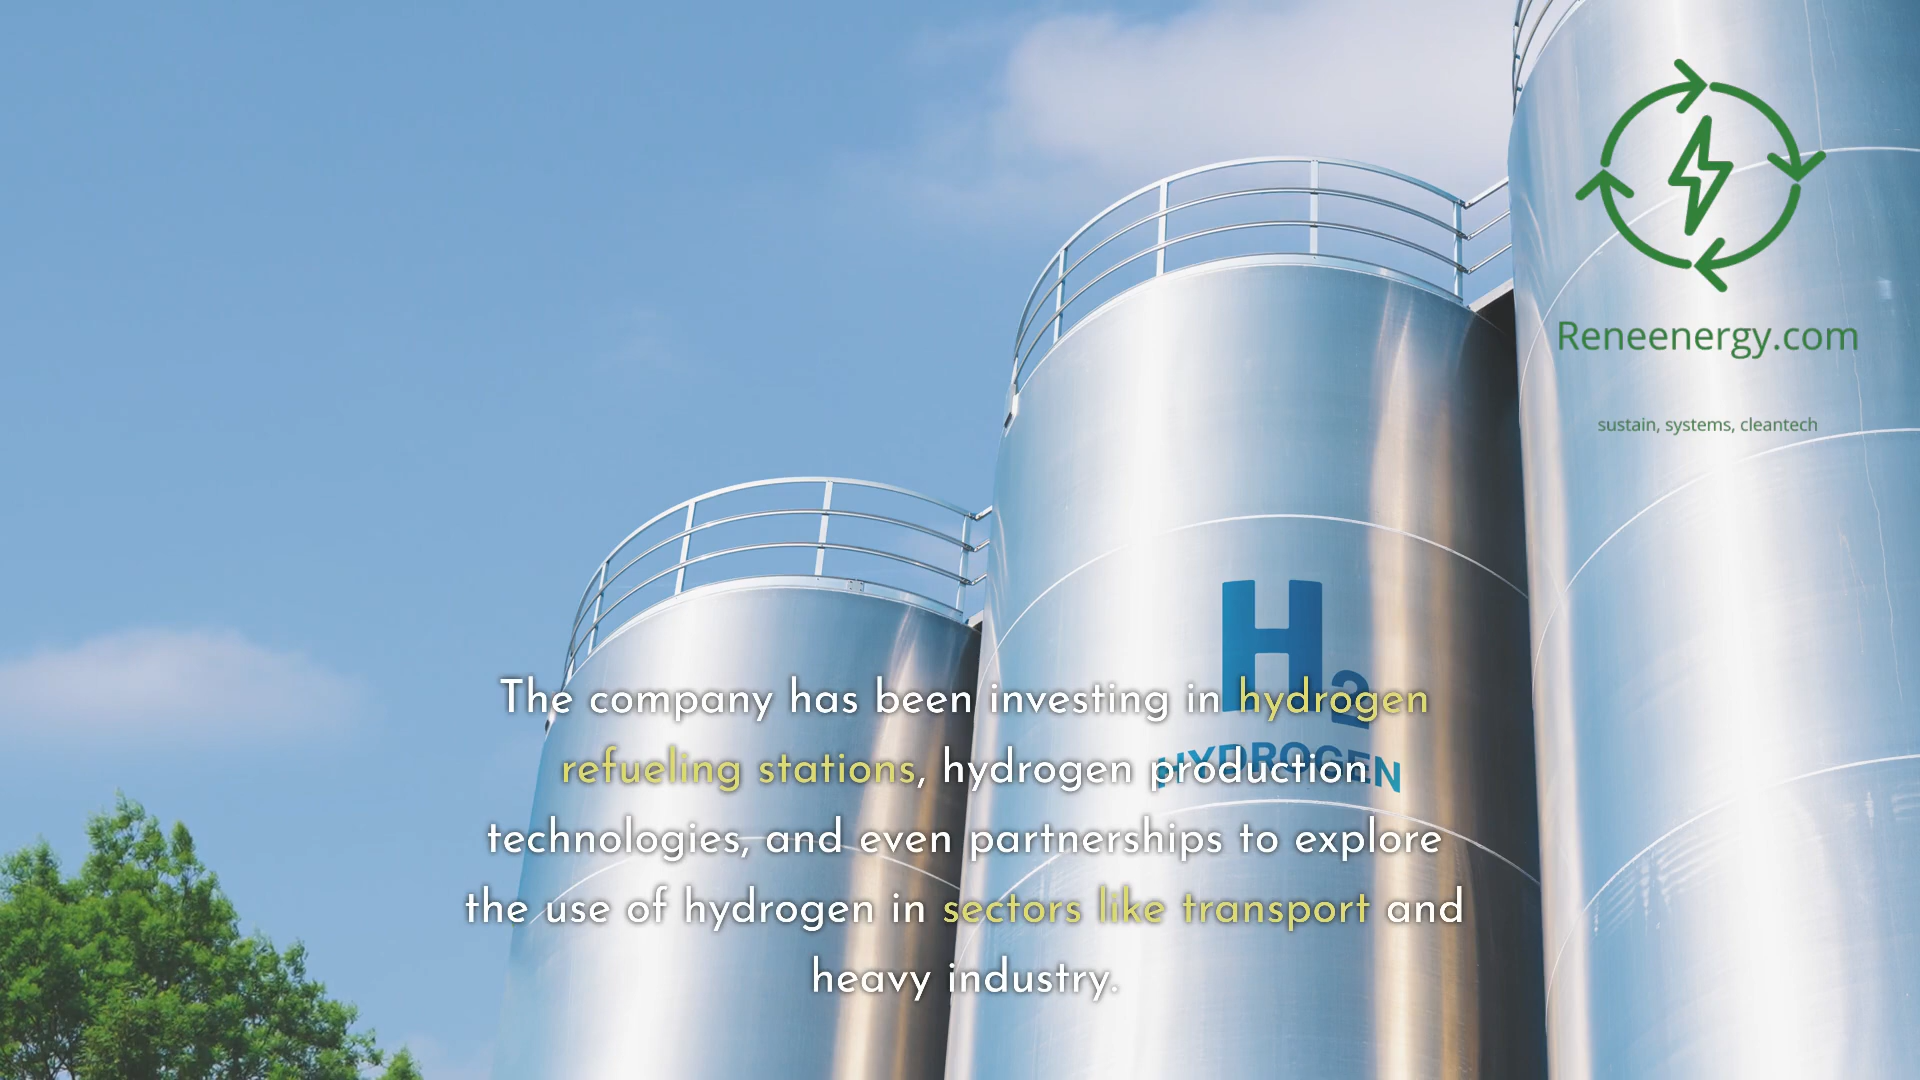 Reneenergy.com
sustain, systems, cleantech
H2
HYDROGEN
The company has been investing in hydrogen
refueling stations, hydrogen production
technologies, and even partnerships to explore
the use of hydrogen in sectors like transport and
heavy industry.